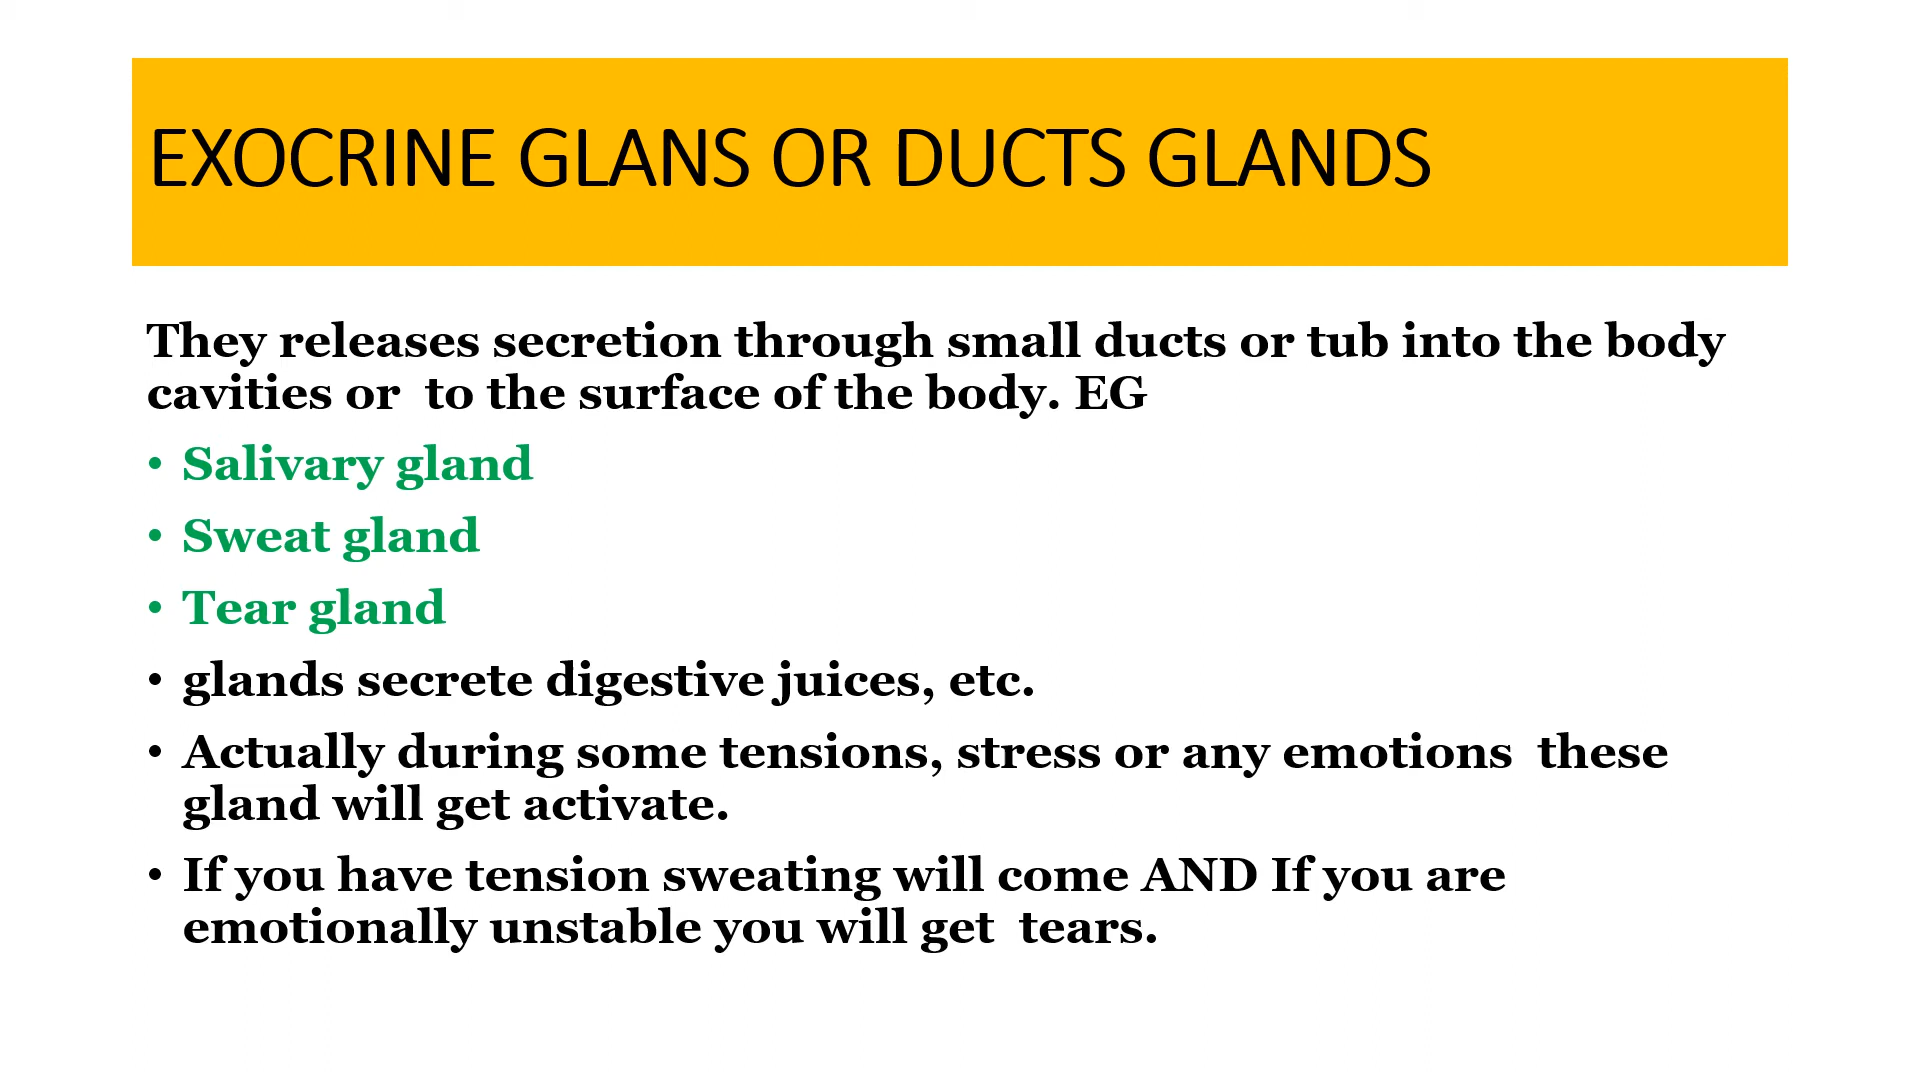 EXOCRINE GLANS OR DUCTS GLANDS
They releases secretion through small ducts or tub into the body
cavities or  to the surface of the body. EG
• Salivary gland
• Sweat gland
• Tear gland
• glands secrete digestive juices, etc.
• Actually during some tensions, stress or any emotions  these
gland will get activate.
• If you have tension sweating will come AND If you are
emotionally unstable you will get  tears.